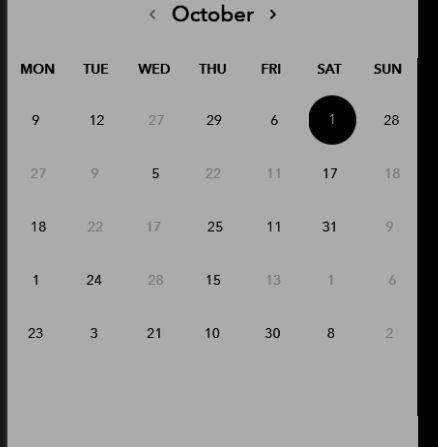 ‹ October ›
MON TUE WED THU FRI SAT SUN
9 12 27 29 6 1 28
27 9 5 22 11 17 18
18 22 17 25 11 31 9
1 24 28 15 13 1 6
23 3 21 10 30 8 2